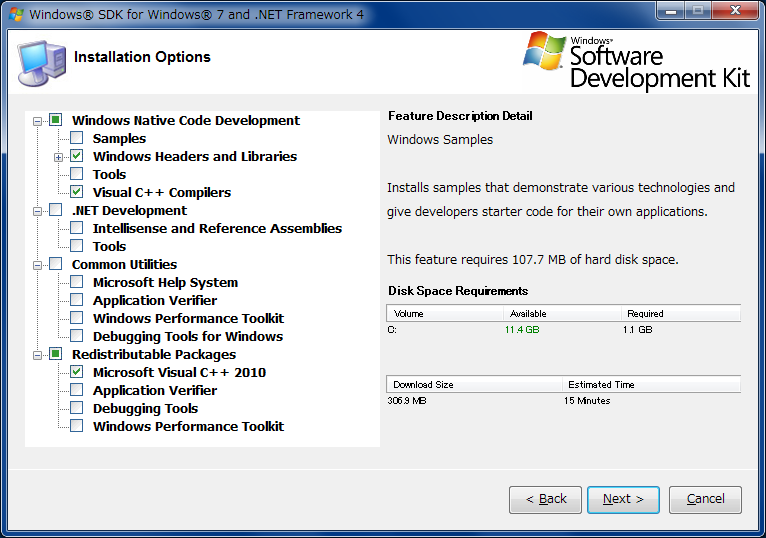 Windows® SDK for Windows® 7 and .NET Framework 4
Installation Options
Windows®
Software
Development Kit
Windows Native Code Development
Samples
Windows Headers and Libraries
Tools
Visual C++ Compilers
.NET Development
Intellisense and Reference Assemblies
Tools
Common Utilities
Microsoft Help System
Application Verifier
Windows Performance Toolkit
Debugging Tools for Windows
Redistributable Packages
Microsoft Visual C++ 2010
Application Verifier
Debugging Tools
Windows Performance Toolkit
Feature Description Detail
Windows Samples
Installs samples that demonstrate various technologies and
give developers starter code for their own applications.
This feature requires 107.7 MB of hard disk space.
Disk Space Requirements
Volume Available Required
C: 11.4 GB 1.1 GB
Download Size Estimated Time
306.9 MB 15 Minutes
< Back Next > Cancel